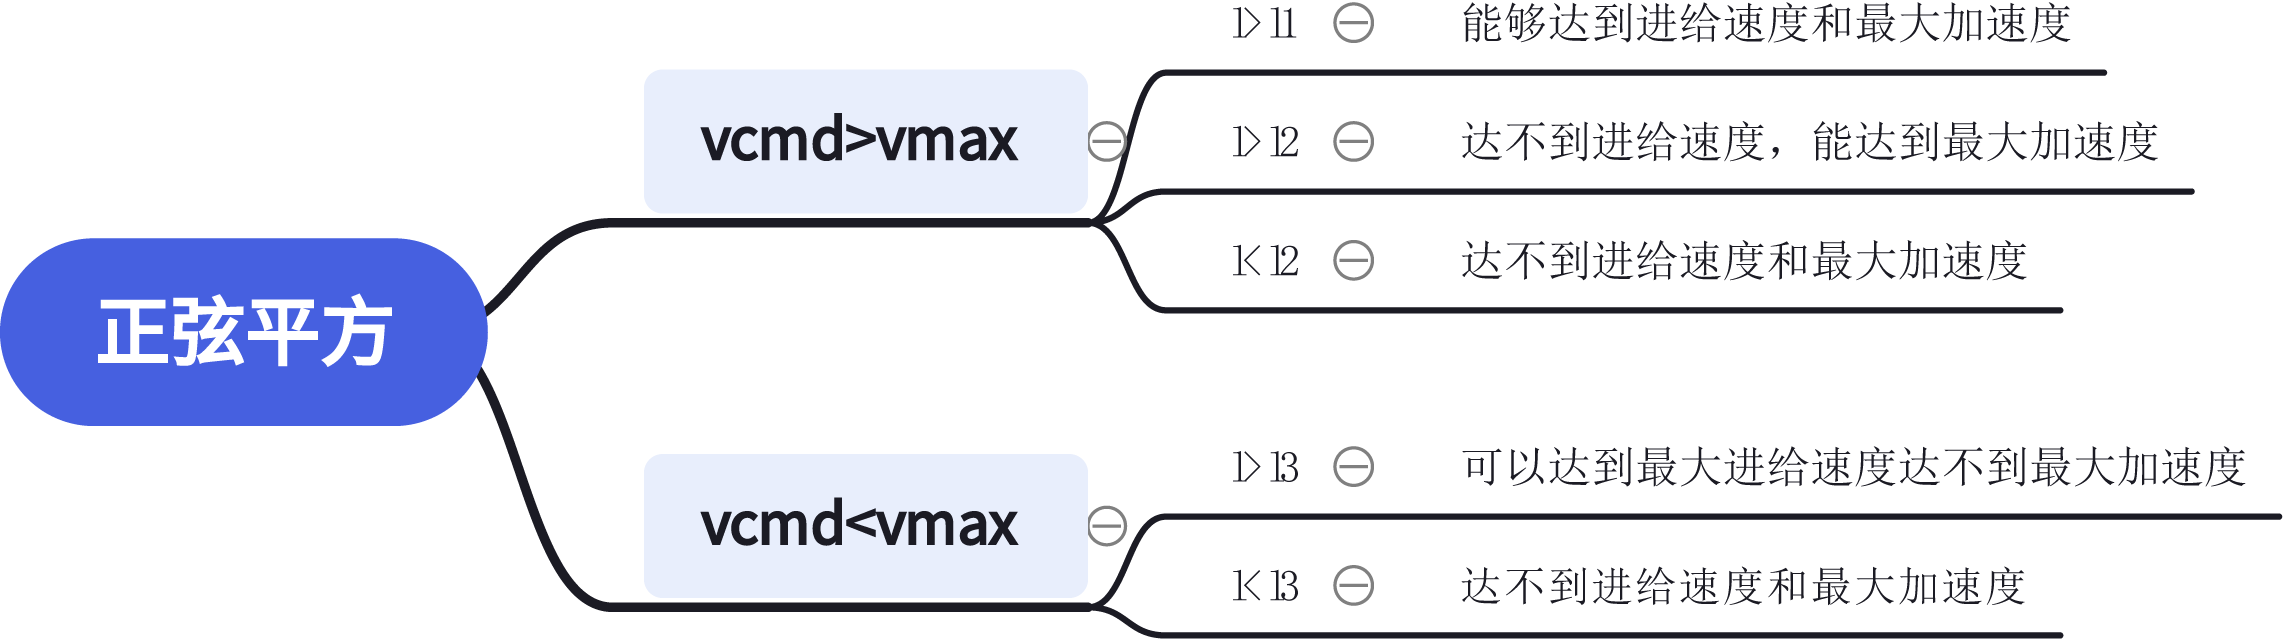 正弦平方
vcmd>vmax
l>l1 能够达到进给速度和最大加速度
l>l2 达不到进给速度，能达到最大加速度
l<l2 达不到进给速度和最大加速度
vcmd<vmax
l>l3 可以达到最大进给速度达不到最大加速度
l<l3 达不到进给速度和最大加速度